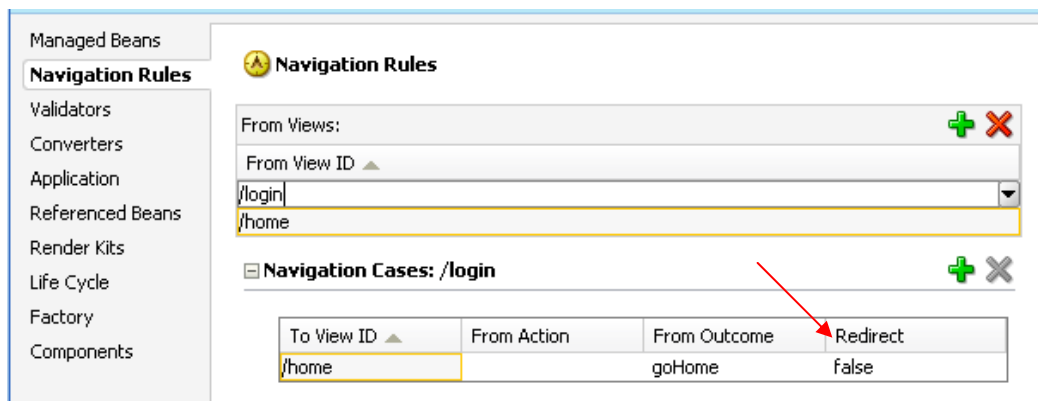 Managed Beans
Navigation Rules
Validators
Converters
Application
Referenced Beans
Render Kits
Life Cycle
Factory
Components
Navigation Rules
From Views:
From View ID
/login
/home
Navigation Cases: /login
To View ID From Action From Outcome Redirect
/home goHome false